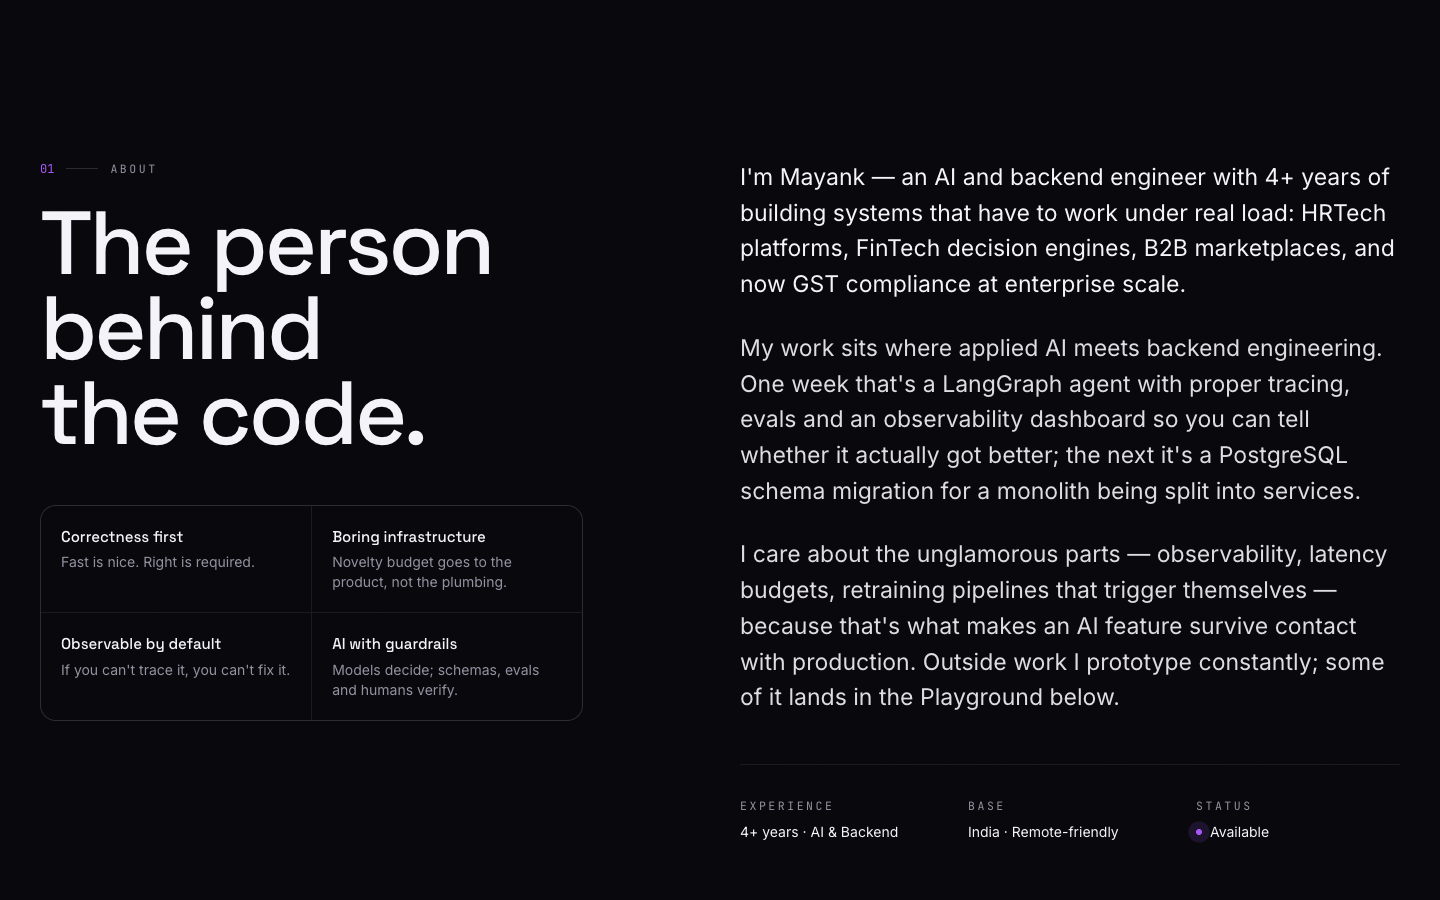 01 ABOUT
The person
behind
the code.
Correctness first
Fast is nice. Right is required.
Boring infrastructure
Novelty budget goes to the
product, not the plumbing.
Observable by default
If you can't trace it, you can't fix it.
AI with guardrails
Models decide; schemas, evals
and humans verify.
I'm Mayank — an AI and backend engineer with 4+ years of
building systems that have to work under real load: HRTech
platforms, FinTech decision engines, B2B marketplaces, and
now GST compliance at enterprise scale.
My work sits where applied AI meets backend engineering.
One week that's a LangGraph agent with proper tracing,
evals and an observability dashboard so you can tell
whether it actually got better; the next it's a PostgreSQL
schema migration for a monolith being split into services.
I care about the unglamorous parts — observability, latency
budgets, retraining pipelines that trigger themselves —
because that's what makes an AI feature survive contact
with production. Outside work I prototype constantly; some
of it lands in the Playground below.
EXPERIENCE
4+ years · AI & Backend
BASE
India · Remote-friendly
STATUS
Available